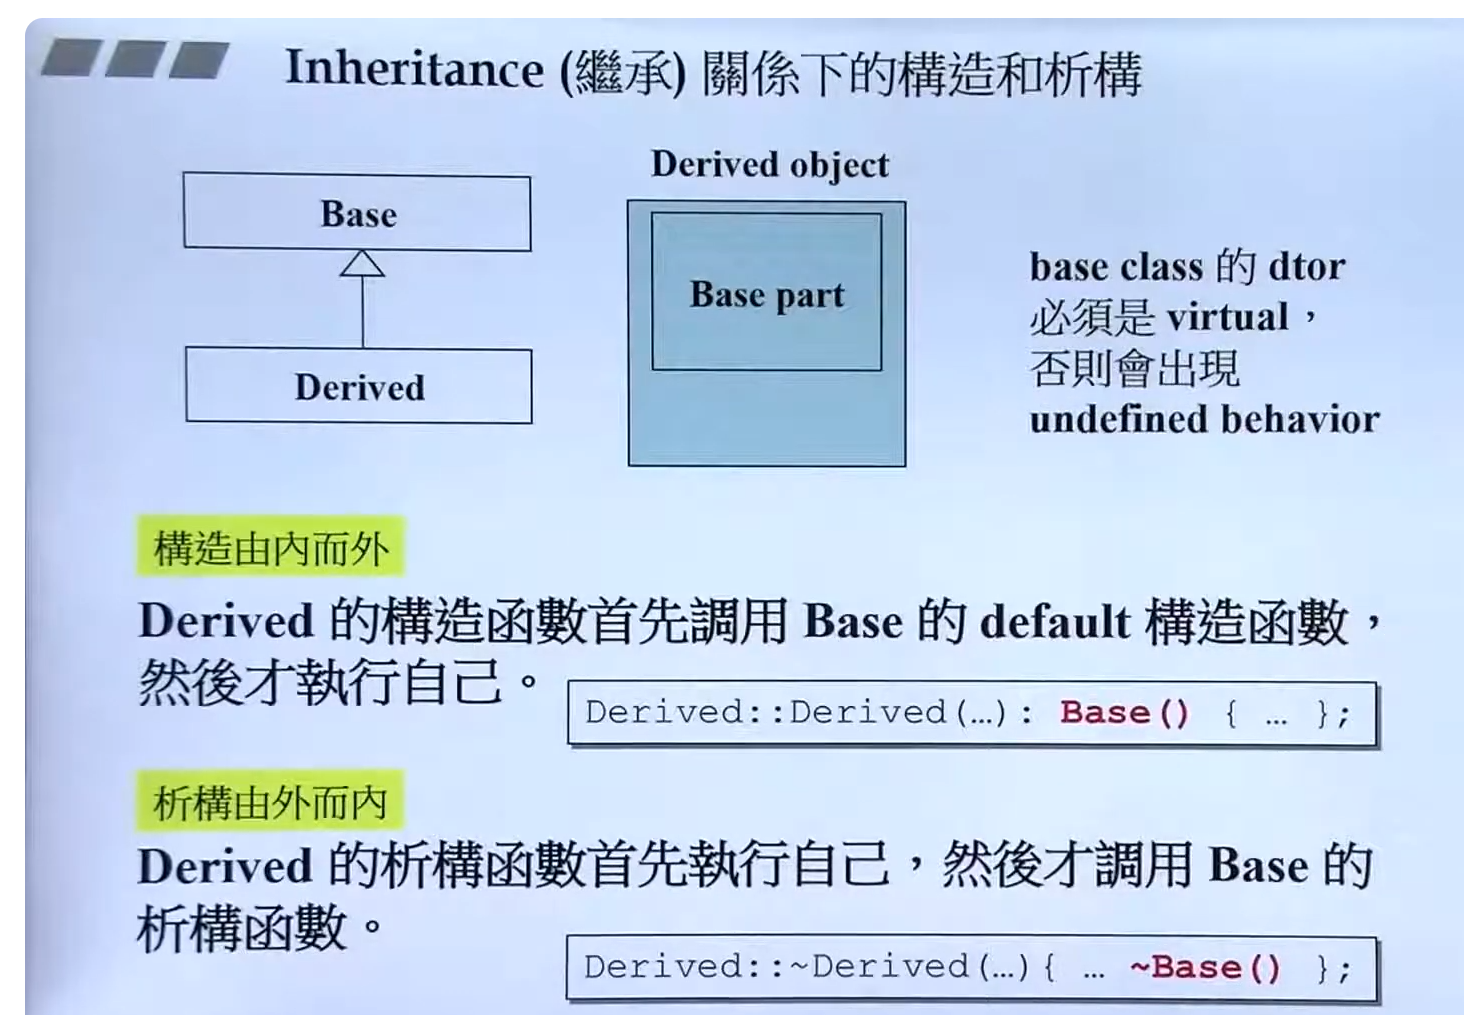 Inheritance (繼承) 關係下的構造和析構
Base
Derived
Derived object
Base part
base class 的 dtor
必須是 virtual，
否則會出現
undefined behavior
構造由內而外
Derived 的構造函數首先調用 Base 的 default 構造函數，
然後才執行自己。
Derived::Derived(…): Base() { … };
析構由外而內
Derived 的析構函數首先執行自己，然後才調用 Base 的
析構函數。
Derived::~Derived(…){ … ~Base() };